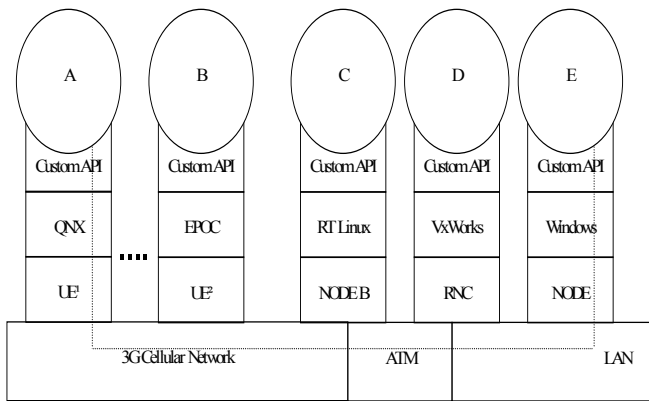 A B C D E
Custom API Custom API Custom API Custom API Custom API
QNX EPOC RT Linux VxWorks Windows
UE¹ UE² NODE B RNC NODE
3G Cellular Network ATM LAN